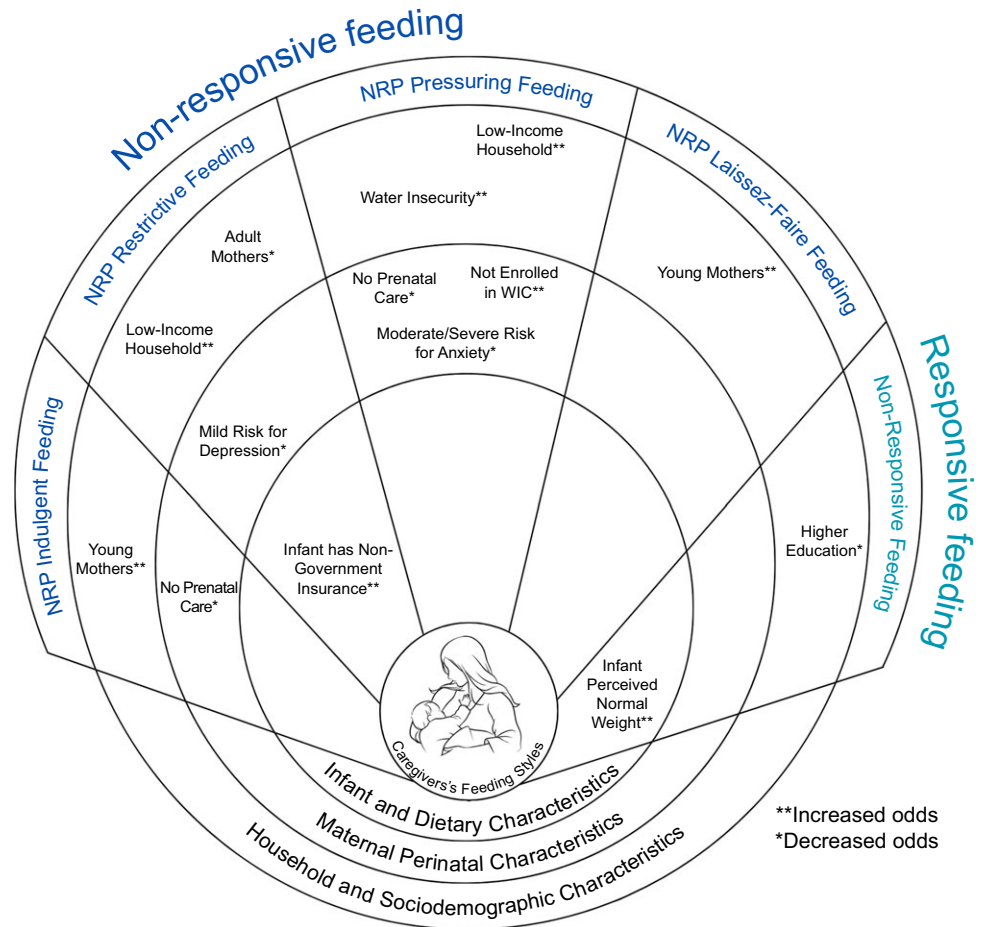 Non-responsive feeding
NRP Pressuring Feeding
NRP Restrictive Feeding
NRP Laissez-Faire Feeding
NRP Indulgent Feeding
Responsive feeding
Non-Responsive Feeding
Low-Income
Household**
Water Insecurity**
Adult
Mothers*
Low-Income
Household**
Young Mothers**
No Prenatal
Care*
Not Enrolled
in WIC**
Moderate/Severe Risk
for Anxiety*
Mild Risk for
Depression*
Young
Mothers**
No Prenatal
Care*
Infant has Non-
Government
Insurance**
Higher
Education*
Infant
Perceived
Normal
Weight**
Caregivers's Feeding Styles
Infant and Dietary Characteristics
Maternal Perinatal Characteristics
Household and Sociodemographic Characteristics
**Increased odds
*Decreased odds